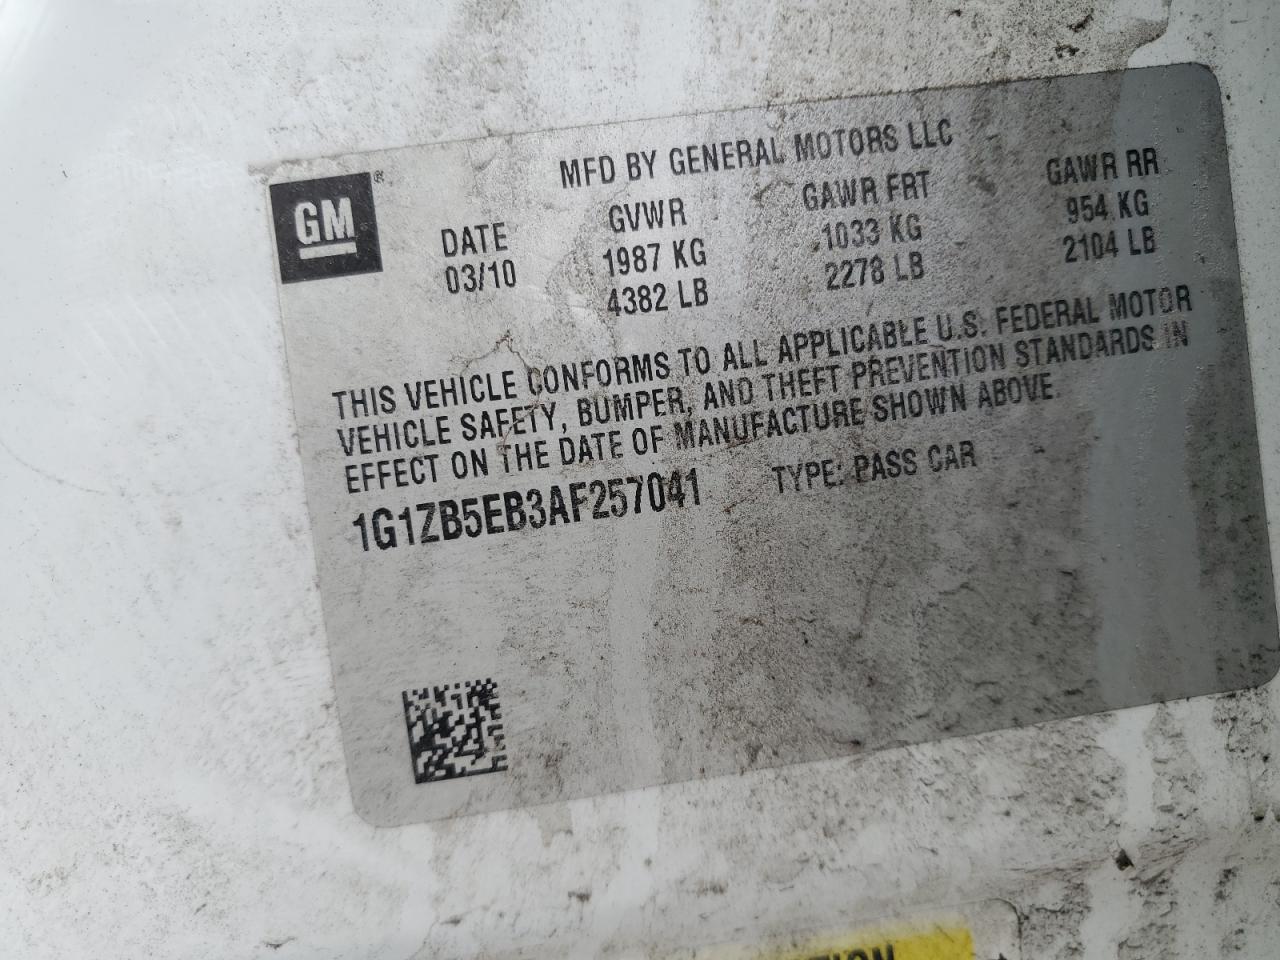 MFD BY GENERAL MOTORS LLC
GM®
DATE GVWR GAWR FRT GAWR RR
03/10 1987 KG 1033 KG 954 KG
4382 LB 2278 LB 2104 LB
THIS VEHICLE CONFORMS TO ALL APPLICABLE U.S. FEDERAL MOTOR
VEHICLE SAFETY, BUMPER, AND THEFT PREVENTION STANDARDS IN
EFFECT ON THE DATE OF MANUFACTURE SHOWN ABOVE.
1G1ZB5EB3AF257041 TYPE: PASS CAR